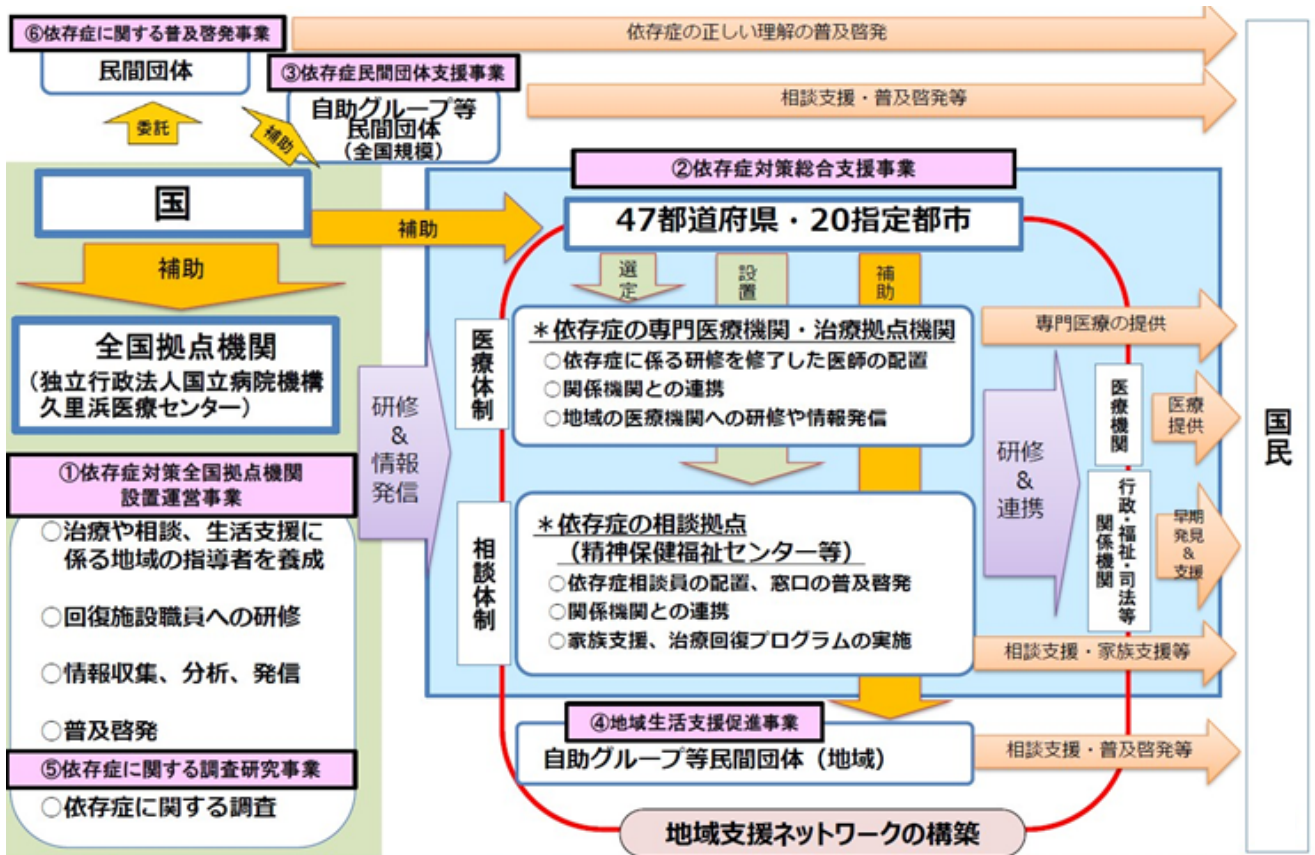 ⑥依存症に関する普及啓発事業
依存症の正しい理解の普及啓発
民間団体
③依存症民間団体支援事業
相談支援・普及啓発等
自助グループ等
民間団体
（全国規模）
委託
補助
国民
②依存症対策総合支援事業
国
補助
47都道府県・20指定都市
補助
選定
設置
補助
全国拠点機関
（独立行政法人国立病院機構
久里浜医療センター）
研修
&
情報
発信
医療体制
＊依存症の専門医療機関・治療拠点機関
○依存症に係る研修を修了した医師の配置
○関係機関との連携
○地域の医療機関への研修や情報発信
専門医療の提供
研修
&
連携
医療機関
医療
提供
①依存症対策全国拠点機関
設置運営事業
○治療や相談、生活支援に
係る地域の指導者を養成
○回復施設職員への研修
○情報収集、分析、発信
○普及啓発
相談体制
＊依存症の相談拠点
（精神保健福祉センター等）
○依存症相談員の配置、窓口の普及啓発
○関係機関との連携
○家族支援、治療回復プログラムの実施
行政・福祉・司法等
関係機関
早期
発見
&
支援
相談支援・家族支援等
④地域生活支援促進事業
自助グループ等民間団体（地域）
相談支援・普及啓発等
⑤依存症に関する調査研究事業
○依存症に関する調査
地域支援ネットワークの構築